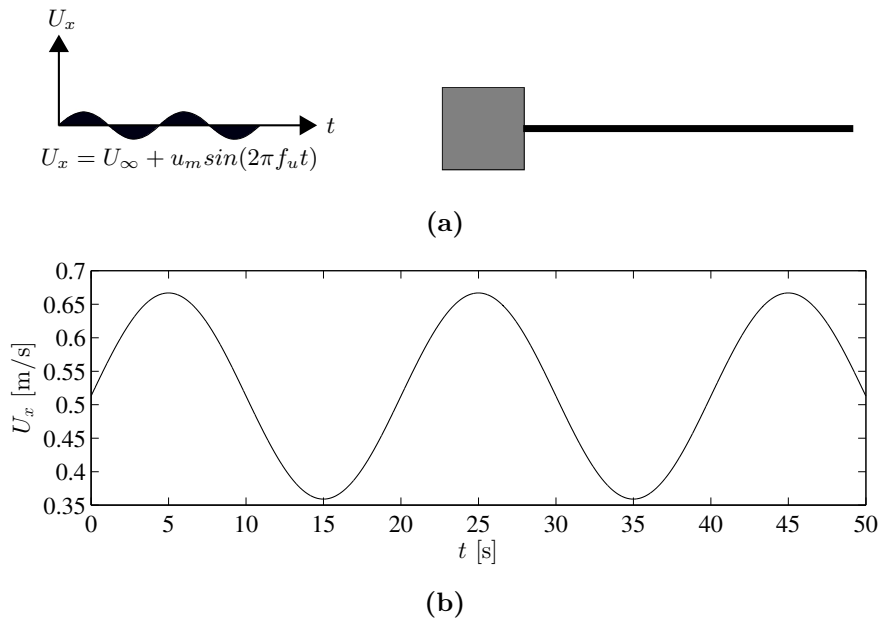 U_x
t
U_x = U_∞ + u_m sin(2πf_u t)
(a)
0.7
0.65
0.6
0.55
0.5
0.45
0.4
0.35
U_x [m/s]
0 5 10 15 20 25 30 35 40 45 50
t [s]
(b)